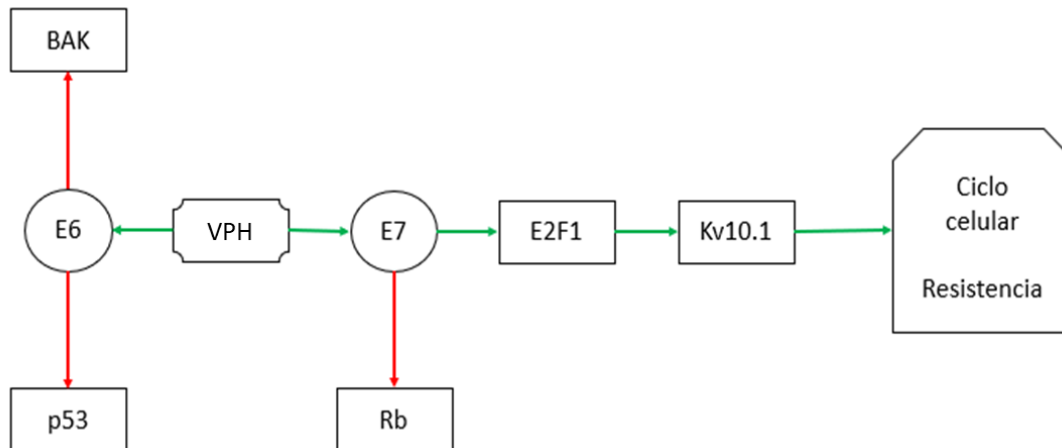 BAK
E6
VPH
E7
E2F1
Kv10.1
Ciclo
celular
Resistencia
p53
Rb